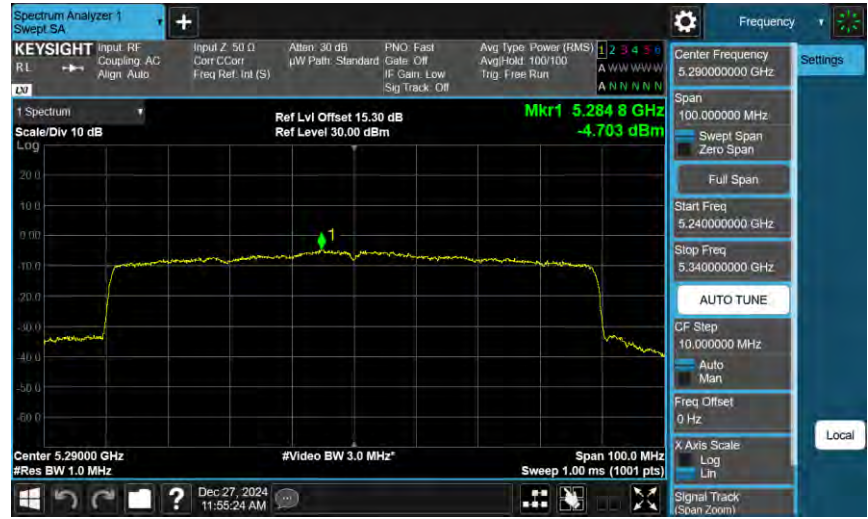 Spectrum Analyzer 1
Swept SA
+
Frequency
KEYSIGHT
RL
LXI
Input: RF
Coupling: AC
Align: Auto
Input Z: 50 Ω
Corr CCorr
Freq Ref: Int (S)
Atten: 30 dB
µW Path: Standard
PNO: Fast
Gate: Off
IF Gain: Low
Sig Track: Off
Avg Type: Power (RMS)
Avg|Hold: 100/100
Trig: Free Run
1 2 3 4 5 6
A W W W W W
A N N N N N
1 Spectrum
Scale/Div 10 dB
Log
Ref Lvl Offset 15.30 dB
Ref Level 30.00 dBm
Mkr1 5.284 8 GHz
-4.703 dBm
20.0
10.0
0.00
-10.0
-20.0
-30.0
-40.0
-50.0
-60.0
1
Center 5.29000 GHz
#Res BW 1.0 MHz
#Video BW 3.0 MHz*
Span 100.0 MHz
Sweep 1.00 ms (1001 pts)
?
Dec 27, 2024
11:55:24 AM
Center Frequency
5.290000000 GHz
Span
100.000000 MHz
Swept Span
Zero Span
Full Span
Start Freq
5.240000000 GHz
Stop Freq
5.340000000 GHz
AUTO TUNE
CF Step
10.000000 MHz
Auto
Man
Freq Offset
0 Hz
X Axis Scale
Log
Lin
Signal Track
(Span Zoom)
Settings
Local